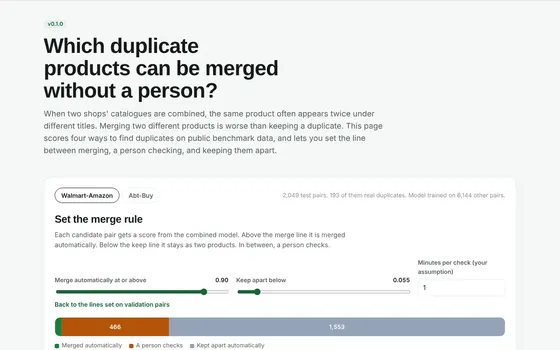 v0.1.0
Which duplicate
products can be merged
without a person?
When two shops' catalogues are combined, the same product often appears twice under
different titles. Merging two different products is worse than keeping a duplicate. This page
scores four ways to find duplicates on public benchmark data, and lets you set the line
between merging, a person checking, and keeping them apart.
Walmart-Amazon
Abt-Buy
2,049 test pairs, 193 of them real duplicates. Model trained on 6,144 other pairs.
Set the merge rule
Each candidate pair gets a score from the combined model. Above the merge line it is merged
automatically. Below the keep line it stays as two products. In between, a person checks.
Merge automatically at or above 0.90
Keep apart below 0.055
Minutes per check (your
assumption)
1
Back to the lines set on validation pairs
466
1,553
Merged automatically
A person checks
Kept apart automatically